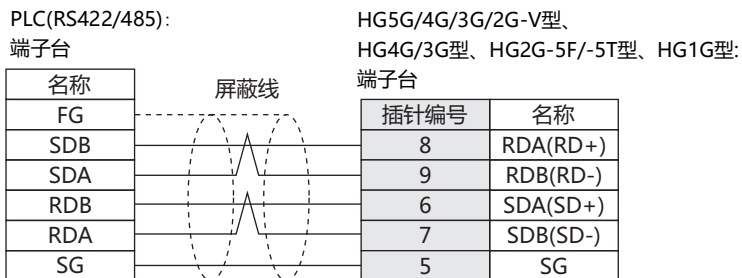 PLC(RS422/485):
端子台
HG5G/4G/3G/2G-V型、
HG4G/3G型、HG2G-5F/-5T型、HG1G型:
端子台
名称
屏蔽线
插针编号 名称
FG
SDB 8 RDA(RD+)
SDA 9 RDB(RD-)
RDB 6 SDA(SD+)
RDA 7 SDB(SD-)
SG 5 SG